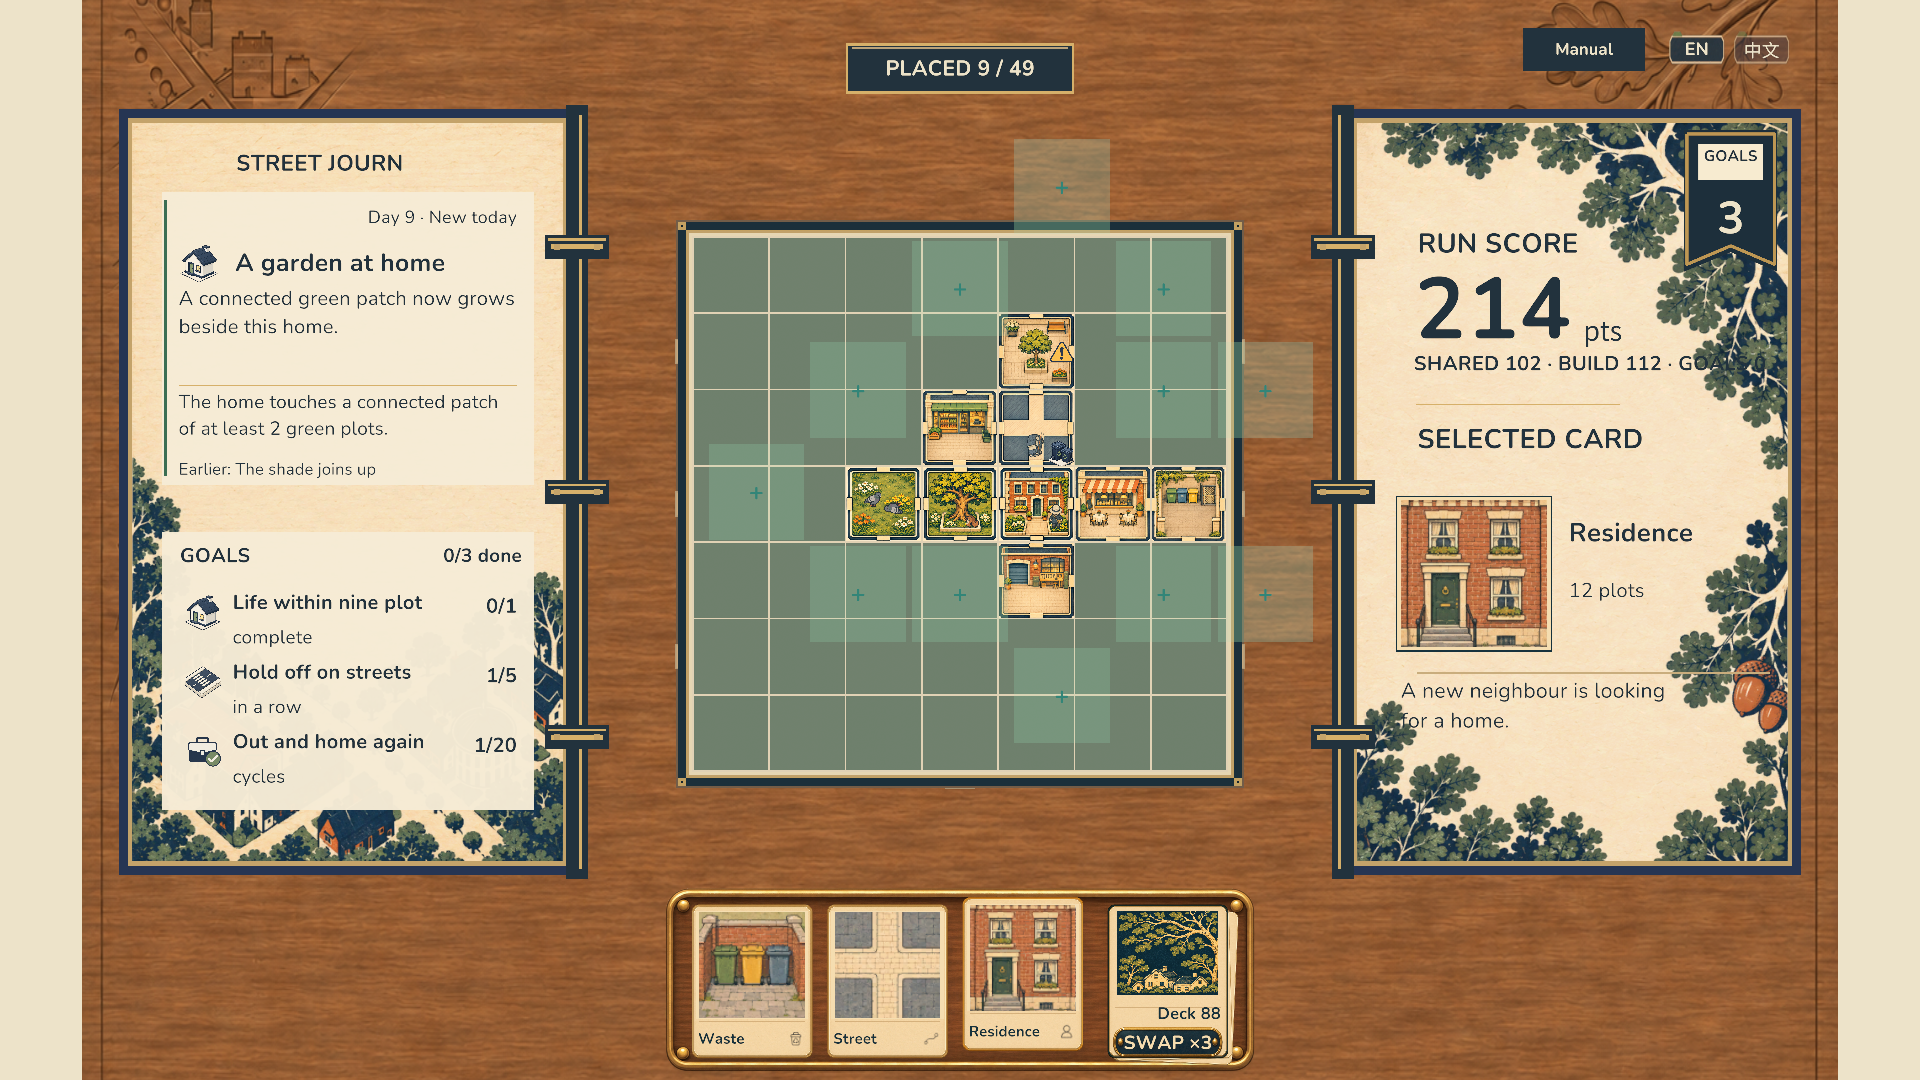 PLACED 9 / 49
Manual
EN
中文
STREET JOURN
Day 9 · New today
A garden at home
A connected green patch now grows
beside this home.
The home touches a connected patch
of at least 2 green plots.
Earlier: The shade joins up
GOALS
0/3 done
Life within nine plot
0/1
complete
Hold off on streets
1/5
in a row
Out and home again
1/20
cycles
GOALS
3
RUN SCORE
214 pts
SHARED 102 · BUILD 112 · GOALS 0
SELECTED CARD
Residence
12 plots
A new neighbour is looking
for a home.
Waste
Street
Residence
Deck 88
SWAP ×3